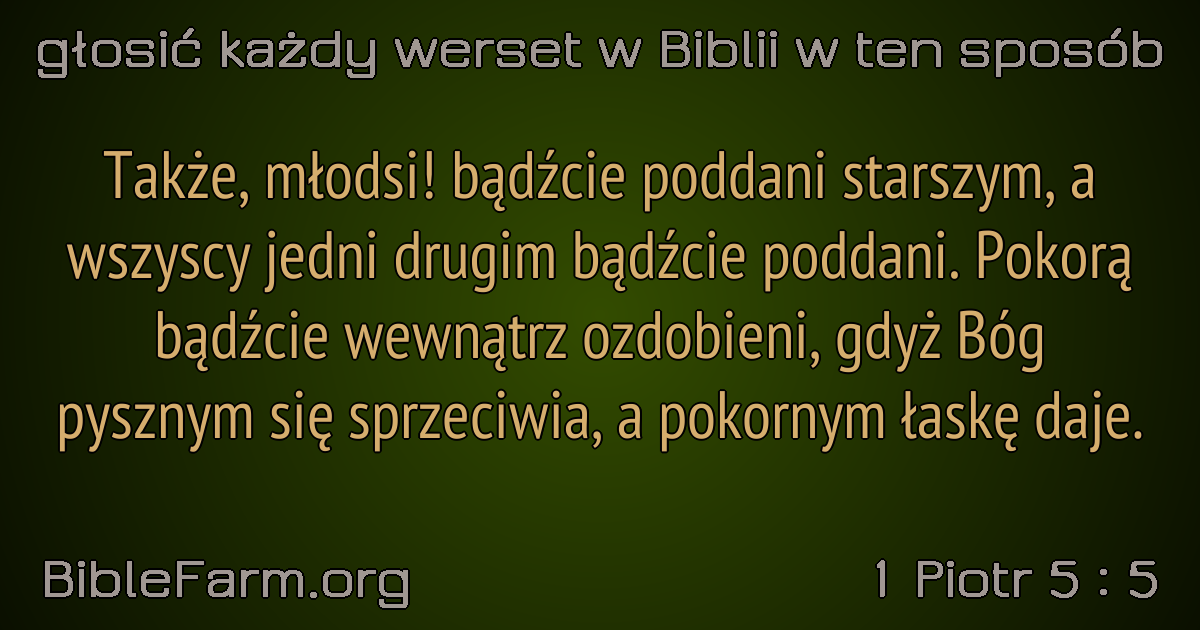 głosić każdy werset w Biblii w ten sposób
Także, młodsi! bądźcie poddani starszym, a
wszyscy jedni drugim bądźcie poddani. Pokorą
bądźcie wewnątrz ozdobieni, gdyż Bóg
pysznym się sprzeciwia, a pokornym łaskę daje.
BibleFarm.org
1 Piotr 5 : 5